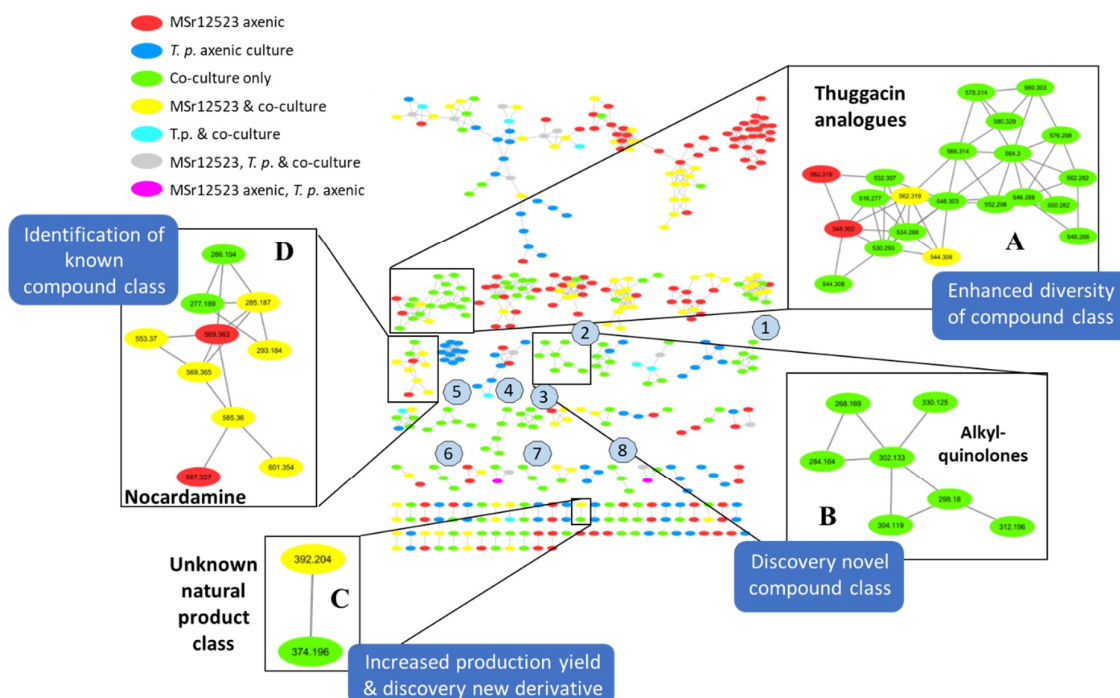 MSr12523 axenic
T. p. axenic culture
Co-culture only
MSr12523 & co-culture
T.p. & co-culture
MSr12523, T. p. & co-culture
MSr12523 axenic, T. p. axenic
Thuggacin
analogues
578.314
560.303
580.329
576.298
566.314
564.3
562.319
532.307
562.282
516.277
562.319
548.303
552.298
546.288
550.282
548.302
534.288
548.266
530.293
544.308
544.308
A
Enhanced diversity
of compound class
Identification of
known
compound class
D
286.194
277.189
285.187
553.37
569.363
293.184
569.365
585.36
601.354
587.327
Nocardamine
1
2
3
4
5
6
7
8
268.169
330.125
Alkyl-
quinolones
302.133
284.164
298.18
B
304.119
312.196
Discovery novel
compound class
Unknown
natural
product
class
392.204
C
374.196
Increased production yield
& discovery new derivative